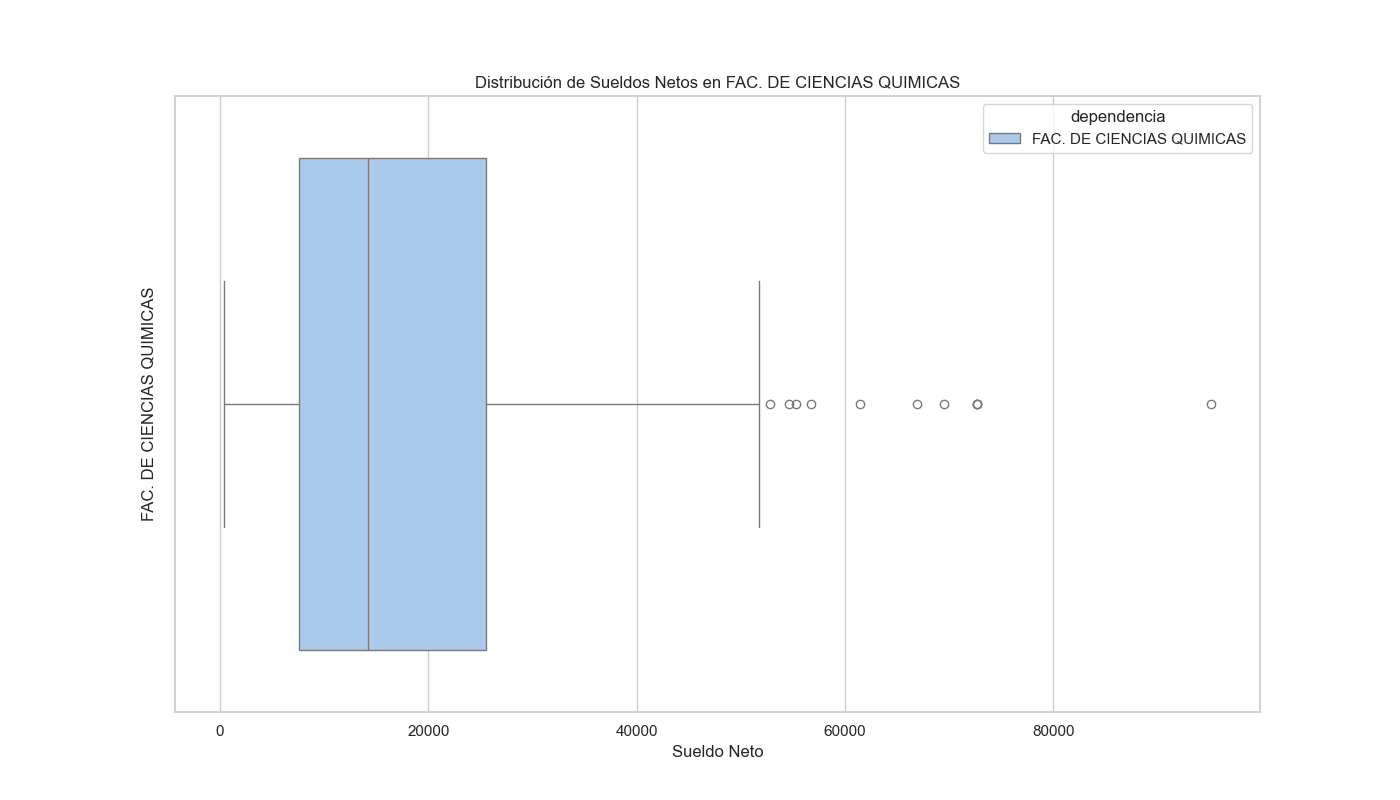 Distribución de Sueldos Netos en FAC. DE CIENCIAS QUIMICAS
dependencia
FAC. DE CIENCIAS QUIMICAS
FAC. DE CIENCIAS QUIMICAS
0 20000 40000 60000 80000
Sueldo Neto